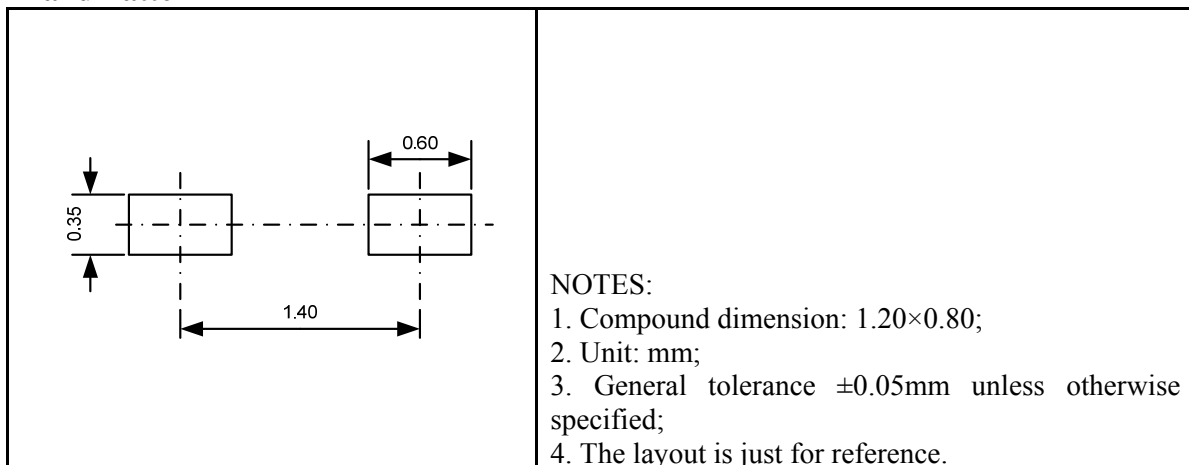 0.60
0.35
1.40
NOTES:
1. Compound dimension: 1.20×0.80;
2. Unit: mm;
3. General tolerance ±0.05mm unless otherwise
specified;
4. The layout is just for reference.